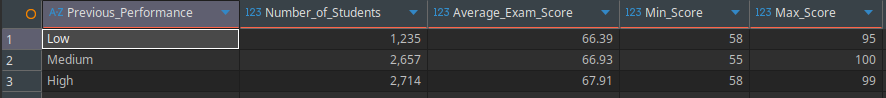 A-Z Previous_Performance 123 Number_of_Students 123 Average_Exam_Score 123 Min_Score 123 Max_Score
1 Low 1,235 66.39 58 95
2 Medium 2,657 66.93 55 100
3 High 2,714 67.91 58 99